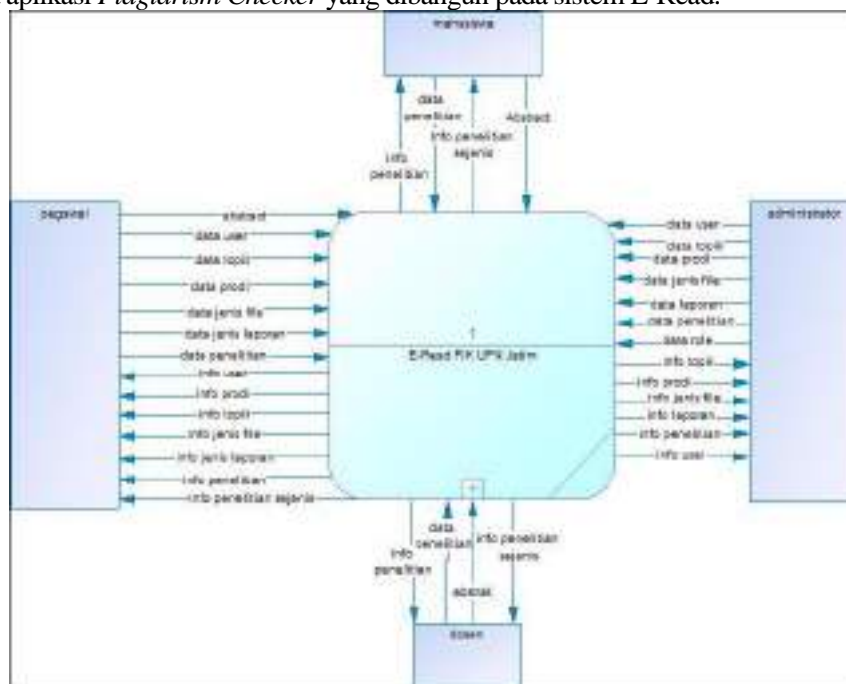 aplikasi Plagiarism Checker yang dibangun pada sistem E-Read.
mahasiswa
data
penelitian
Abstract
info penelitian
sejenis
info
penelitian
pegawai
administrator
abstract
data user
data topik
data prodi
data jenis file
data jenis laporan
data penelitian
info user
info prodi
info topik
info jenis file
info jenis laporan
info penelitian
info penelitian sejenis
data user
data topik
data prodi
data jenis file
data laporan
data penelitian
data role
info topik
info prodi
info jenis file
info laporan
info penelitian
info user
1
E-Read FIK UPN Jatim
+
data
penelitian
info penelitian
sejenis
info
penelitian
abstrak
dosen